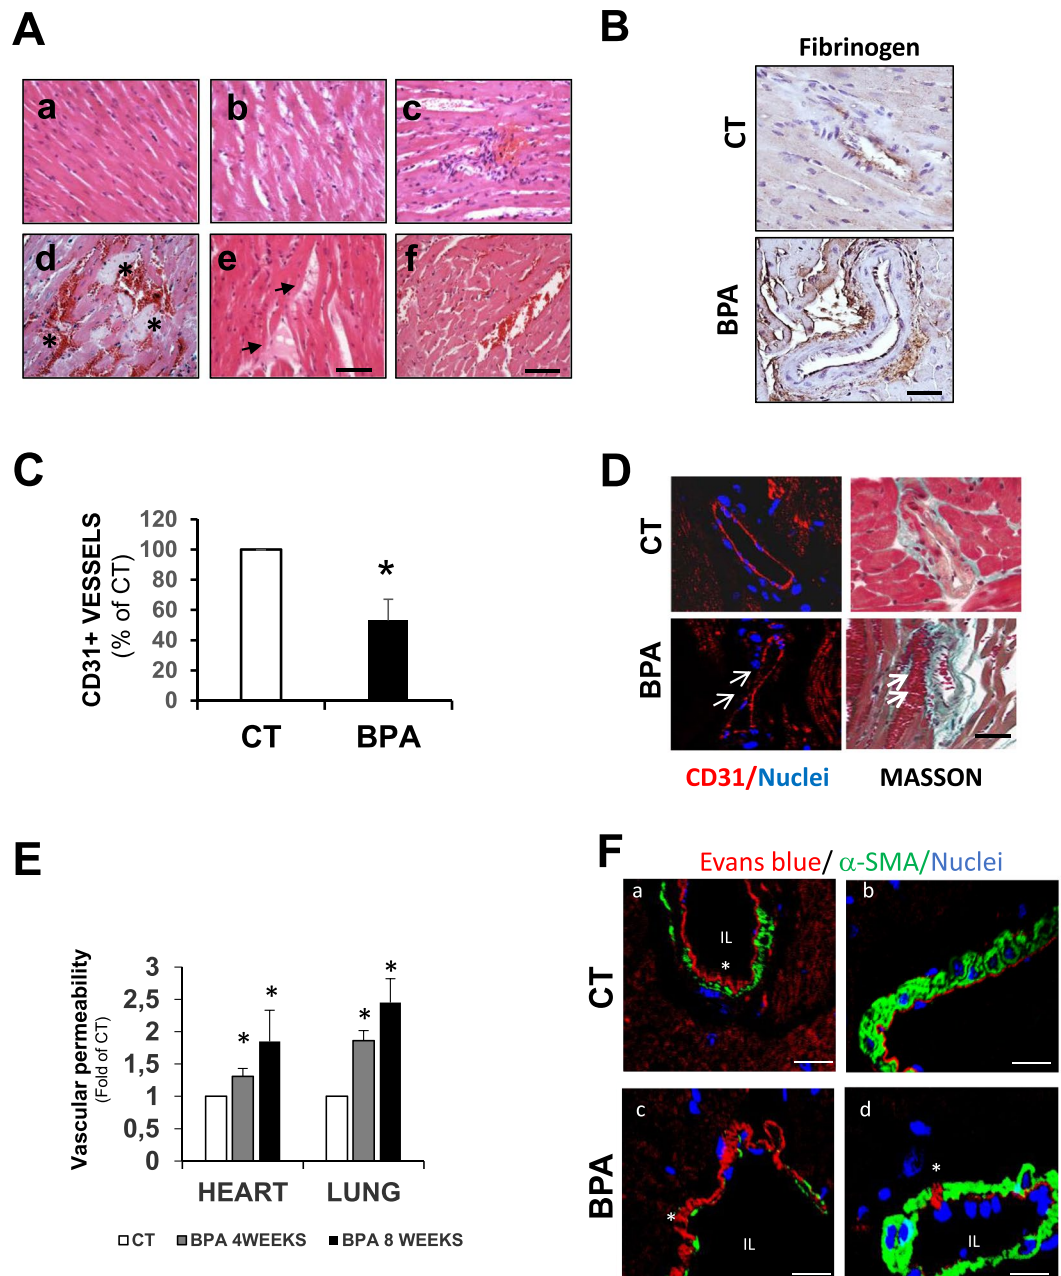 A
a
b
c
d
*
*
*
e
f
B
Fibrinogen
CT
BPA
C
CD31+ VESSELS
(% of CT)
120
100
80
60
40
20
0
*
CT
BPA
D
CT
BPA
CD31/Nuclei
MASSON
E
Vascular permeability
(Fold of CT)
3
2,5
2
1,5
1
0,5
0
*
*
*
*
HEART
LUNG
CT
BPA 4WEEKS
BPA 8 WEEKS
F
Evans blue/ α-SMA/Nuclei
CT
BPA
a
IL
*
b
c
*
IL
d
*
IL